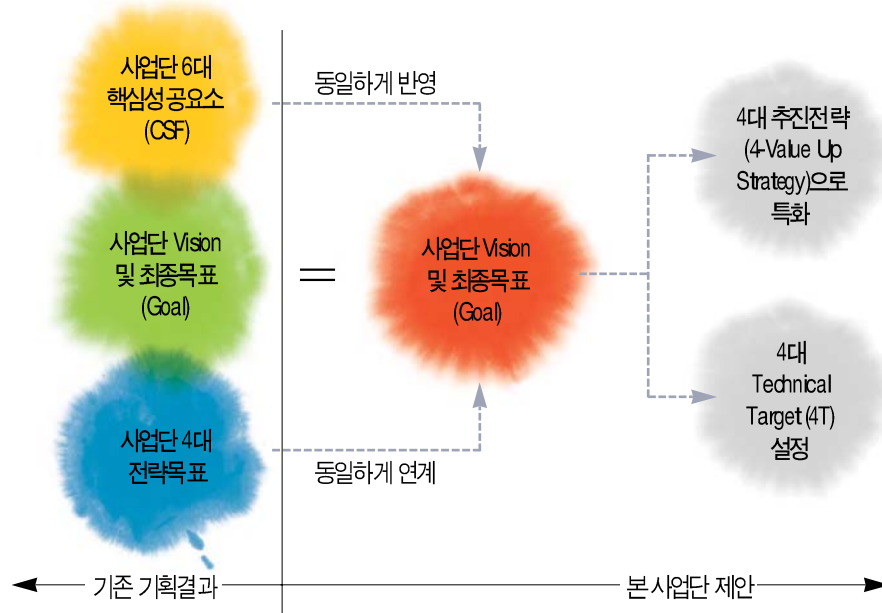 사업단 6대
핵심성공요소
(CSF)
사업단 Vision
및 최종목표
(Goal)
사업단 4대
전략목표
동일하게 반영
=
사업단 Vision
및 최종목표
(Goal)
동일하게 연계
4대 추진전략
(4-Value Up
Strategy)으로
특화
4대
Technical
Target (4T)
설정
기존 기획결과
본 사업단 제안